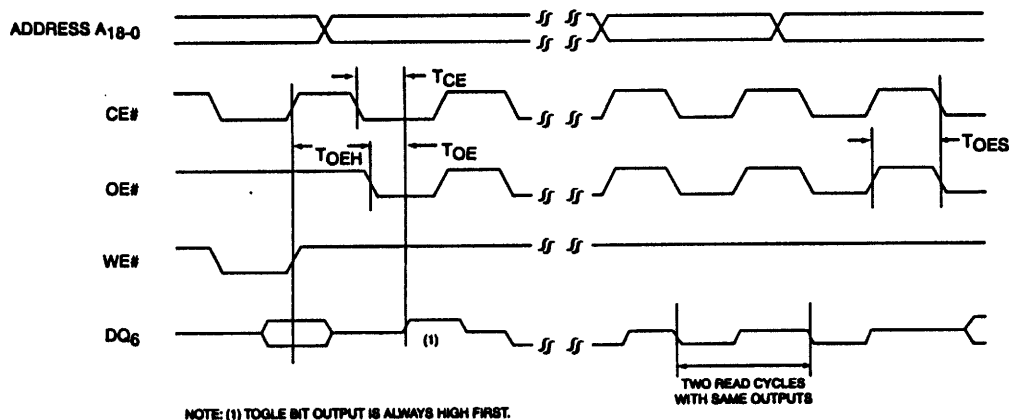 ADDRESS A18-0
TCE
CE#
TOEH
TOE
TOES
OE#
WE#
DQ6
(1)
TWO READ CYCLES
WITH SAME OUTPUTS
NOTE: (1) TOGLE BIT OUTPUT IS ALWAYS HIGH FIRST.